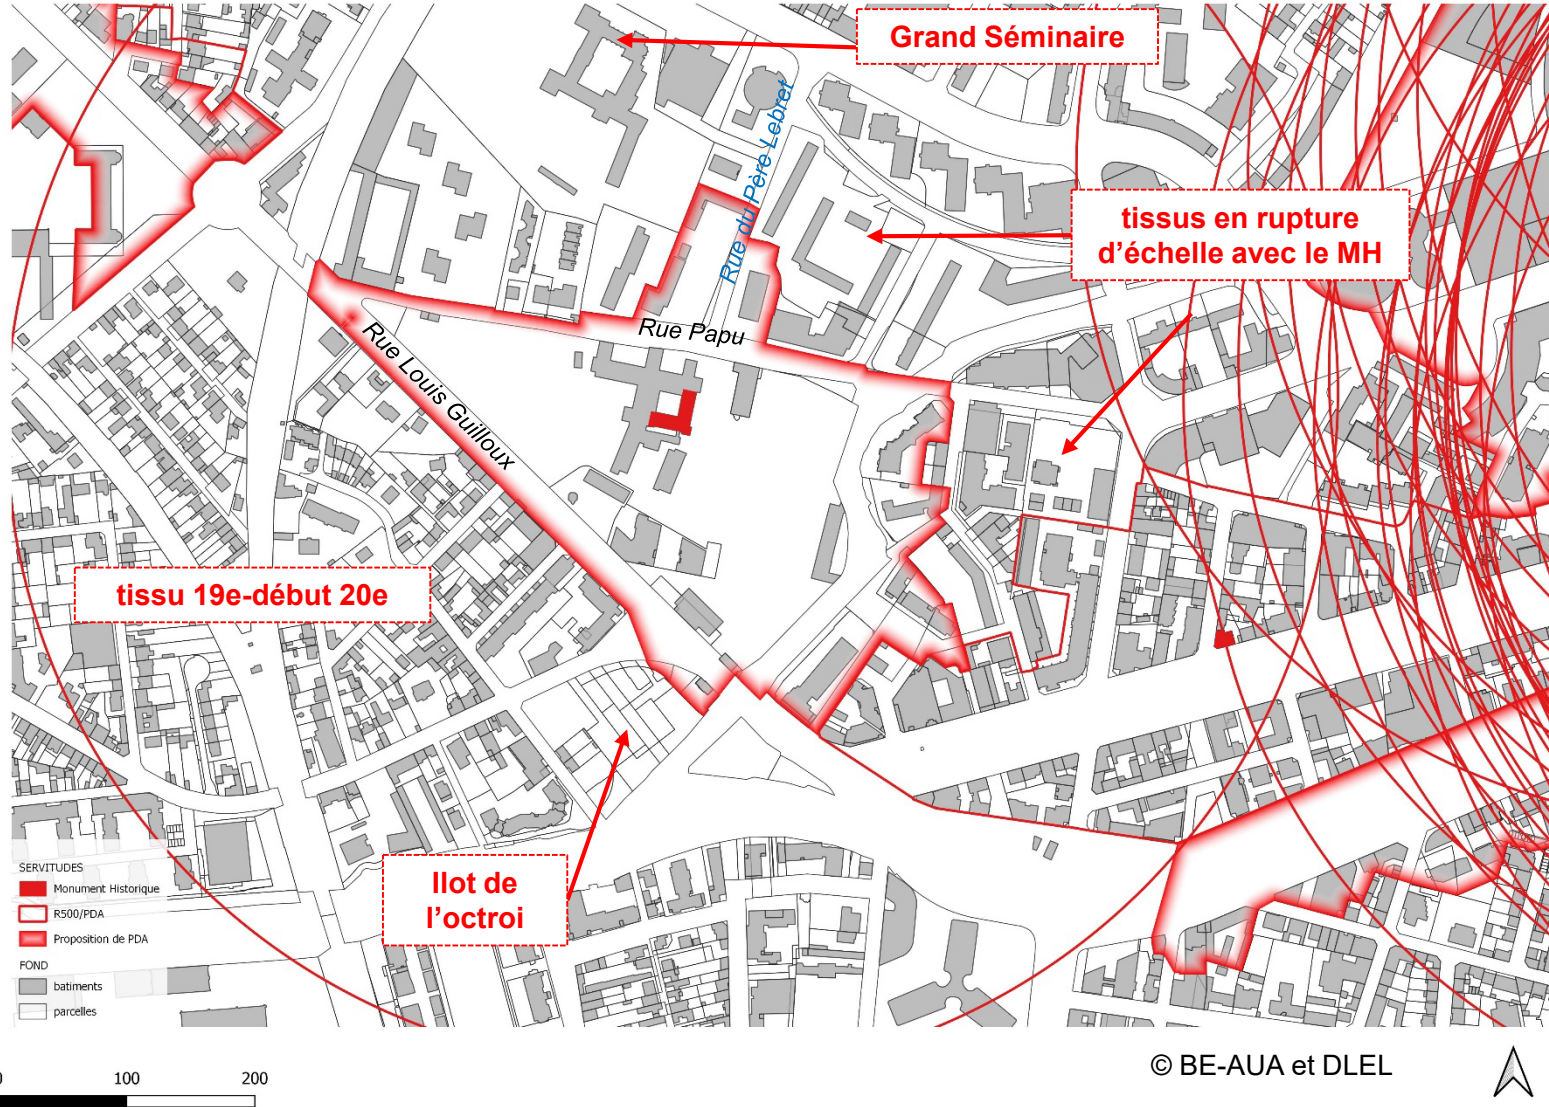 Grand Séminaire
Rue du Père Lebret
tissus en rupture
d’échelle avec le MH
Rue Papu
Rue Louis Guilloux
tissu 19e-début 20e
Ilot de
l’octroi
SERVITUDES
Monument Historique
R500/PDA
Proposition de PDA
FOND
batiments
parcelles
0 100 200
© BE-AUA et DLEL